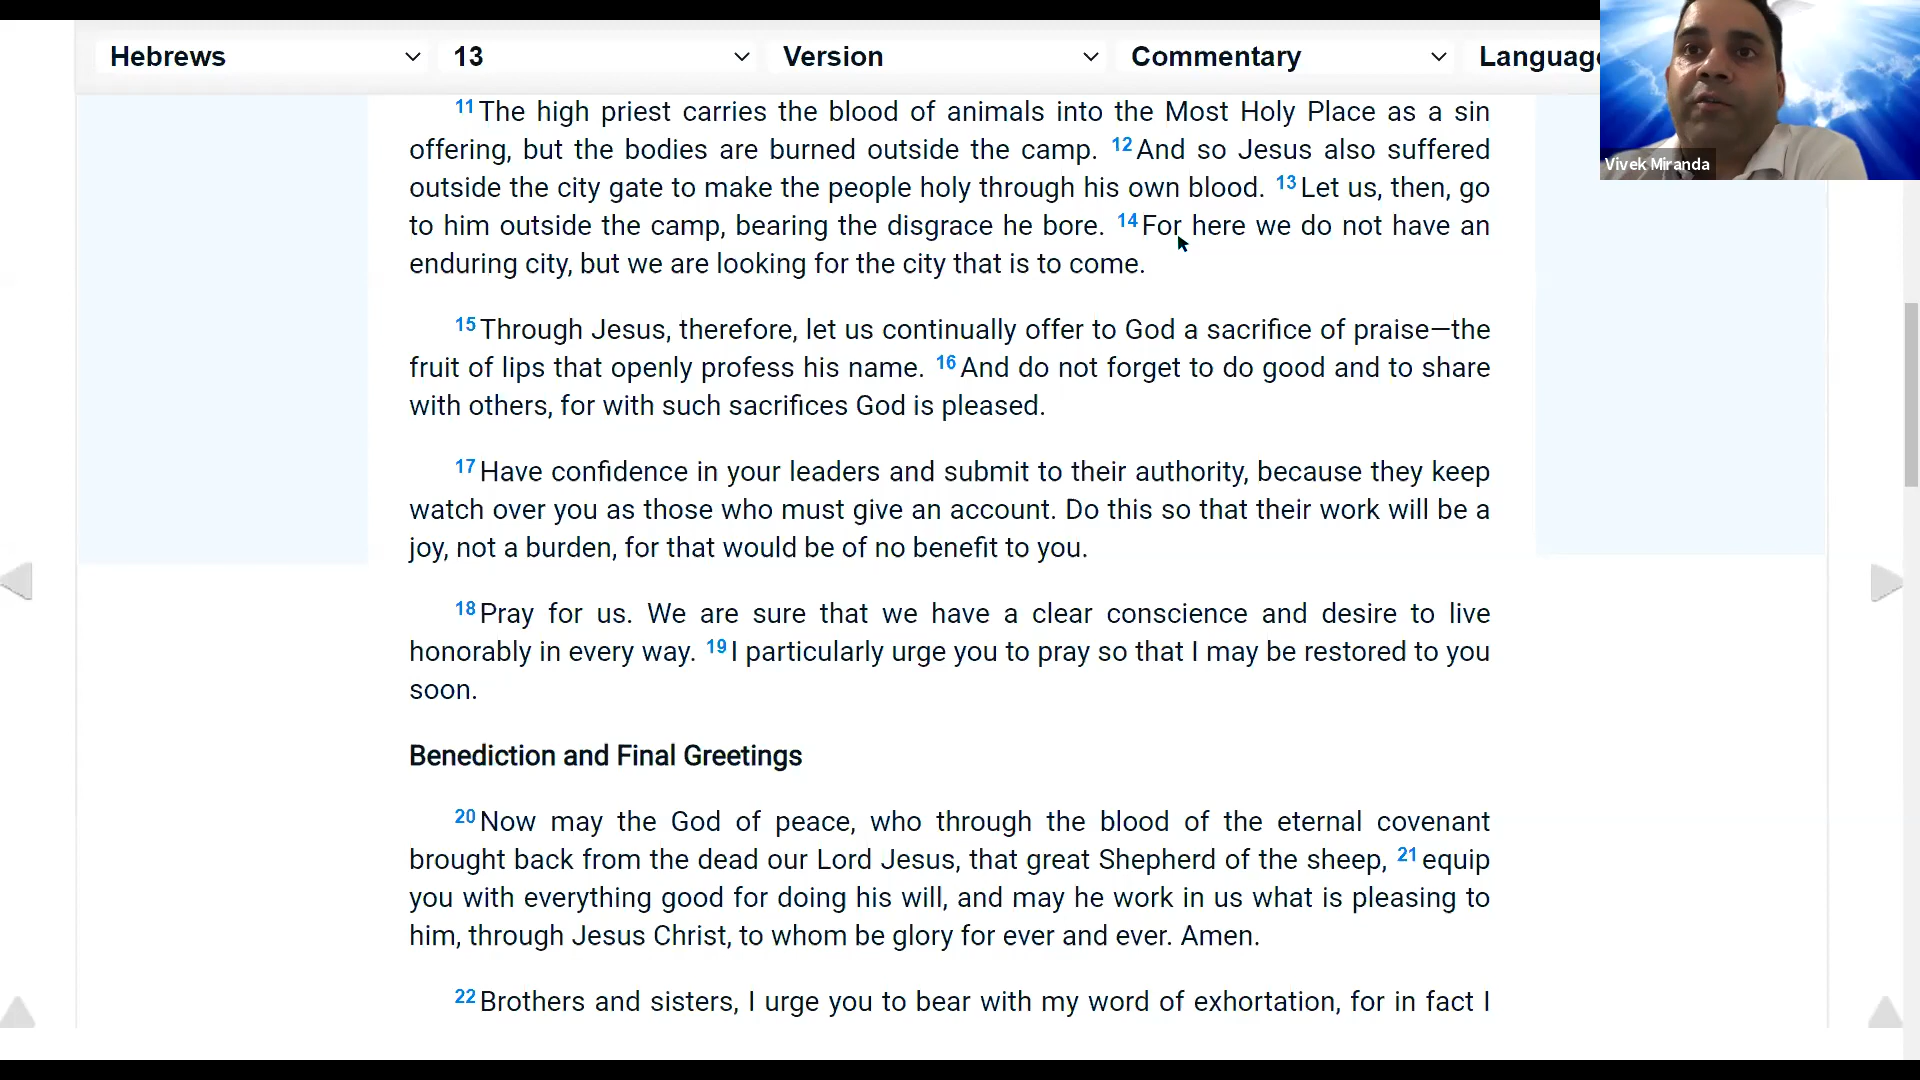 Hebrews 13 Version Commentary Language
Vivek Miranda
11 The high priest carries the blood of animals into the Most Holy Place as a sin
offering, but the bodies are burned outside the camp. 12 And so Jesus also suffered
outside the city gate to make the people holy through his own blood. 13 Let us, then, go
to him outside the camp, bearing the disgrace he bore. 14 For here we do not have an
enduring city, but we are looking for the city that is to come.
15 Through Jesus, therefore, let us continually offer to God a sacrifice of praise—the
fruit of lips that openly profess his name. 16 And do not forget to do good and to share
with others, for with such sacrifices God is pleased.
17 Have confidence in your leaders and submit to their authority, because they keep
watch over you as those who must give an account. Do this so that their work will be a
joy, not a burden, for that would be of no benefit to you.
18 Pray for us. We are sure that we have a clear conscience and desire to live
honorably in every way. 19 I particularly urge you to pray so that I may be restored to you
soon.
Benediction and Final Greetings
20 Now may the God of peace, who through the blood of the eternal covenant
brought back from the dead our Lord Jesus, that great Shepherd of the sheep, 21 equip
you with everything good for doing his will, and may he work in us what is pleasing to
him, through Jesus Christ, to whom be glory for ever and ever. Amen.
22 Brothers and sisters, I urge you to bear with my word of exhortation, for in fact I